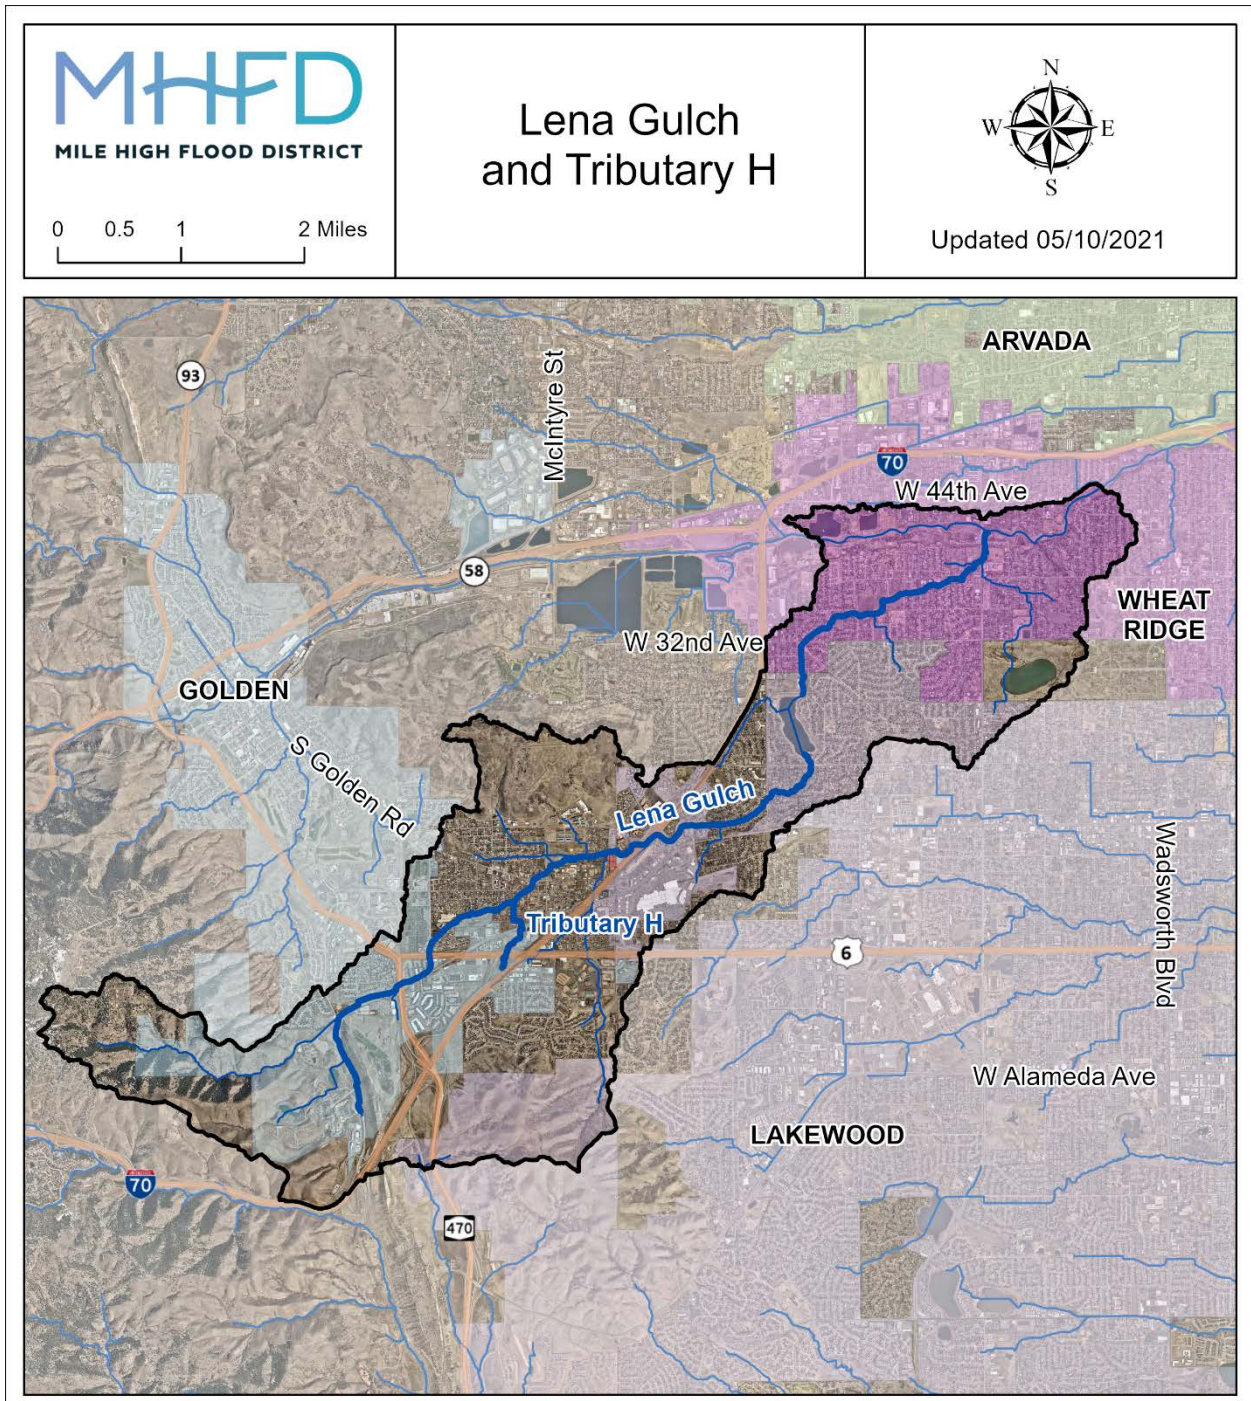 MHFD
MILE HIGH FLOOD DISTRICT
0 0.5 1 2 Miles
Lena Gulch
and Tributary H
N
W E
S
Updated 05/10/2021
ARVADA
93
McIntyre St
70
W 44th Ave
58
WHEAT
RIDGE
W 32nd Ave
GOLDEN
S Golden Rd
Lena Gulch
Wadsworth Blvd
Tributary H
6
W Alameda Ave
LAKEWOOD
70
470